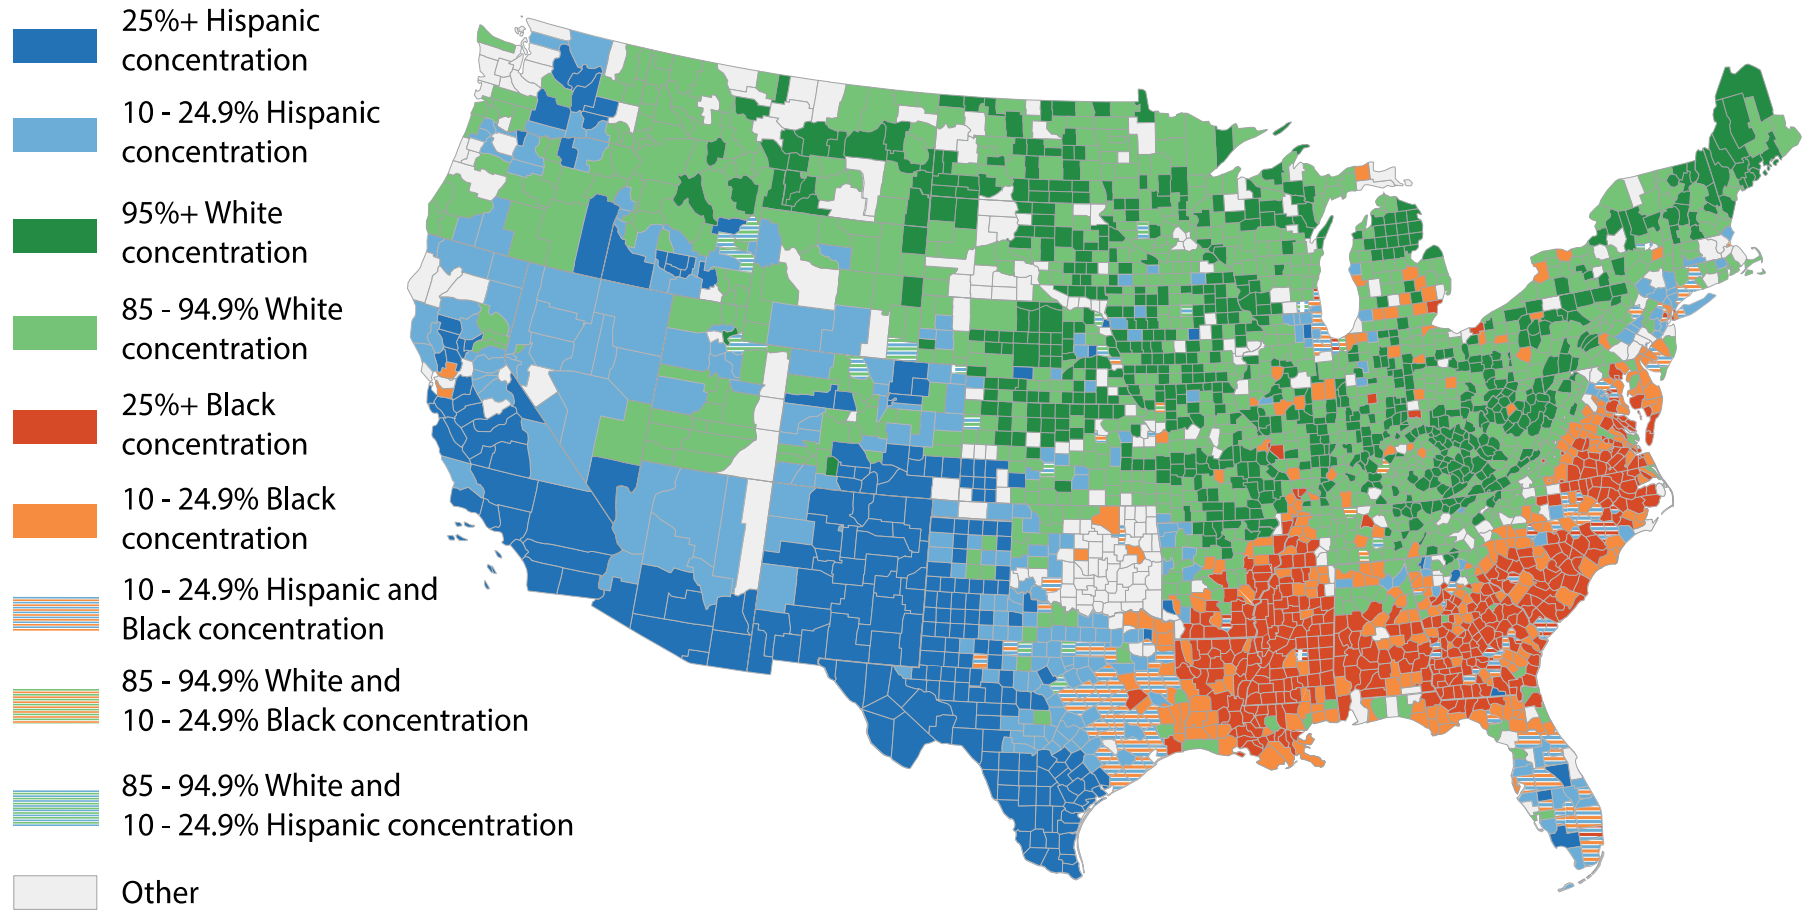 25%+ Hispanic
concentration
10 - 24.9% Hispanic
concentration
95%+ White
concentration
85 - 94.9% White
concentration
25%+ Black
concentration
10 - 24.9% Black
concentration
10 - 24.9% Hispanic and
Black concentration
85 - 94.9% White and
10 - 24.9% Black concentration
85 - 94.9% White and
10 - 24.9% Hispanic concentration
Other